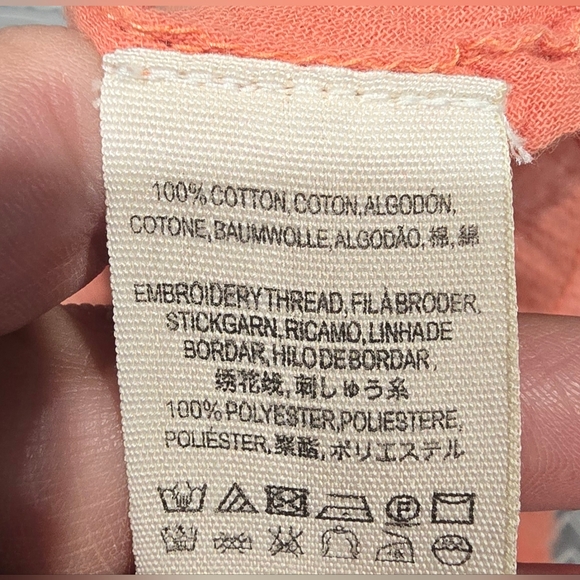 100% COTTON, COTON, ALGODÓN,
COTONE, BAUMWOLLE, ALGODÃO, 棉, 綿
EMBROIDERY THREAD, FIL À BRODER,
STICKGARN, RICAMO, LINHA DE
BORDAR, HILO DE BORDAR,
绣花线, 刺しゅう糸
100% POLYESTER, POLIESTERE,
POLIÉSTER, 聚酯, ポリエステル